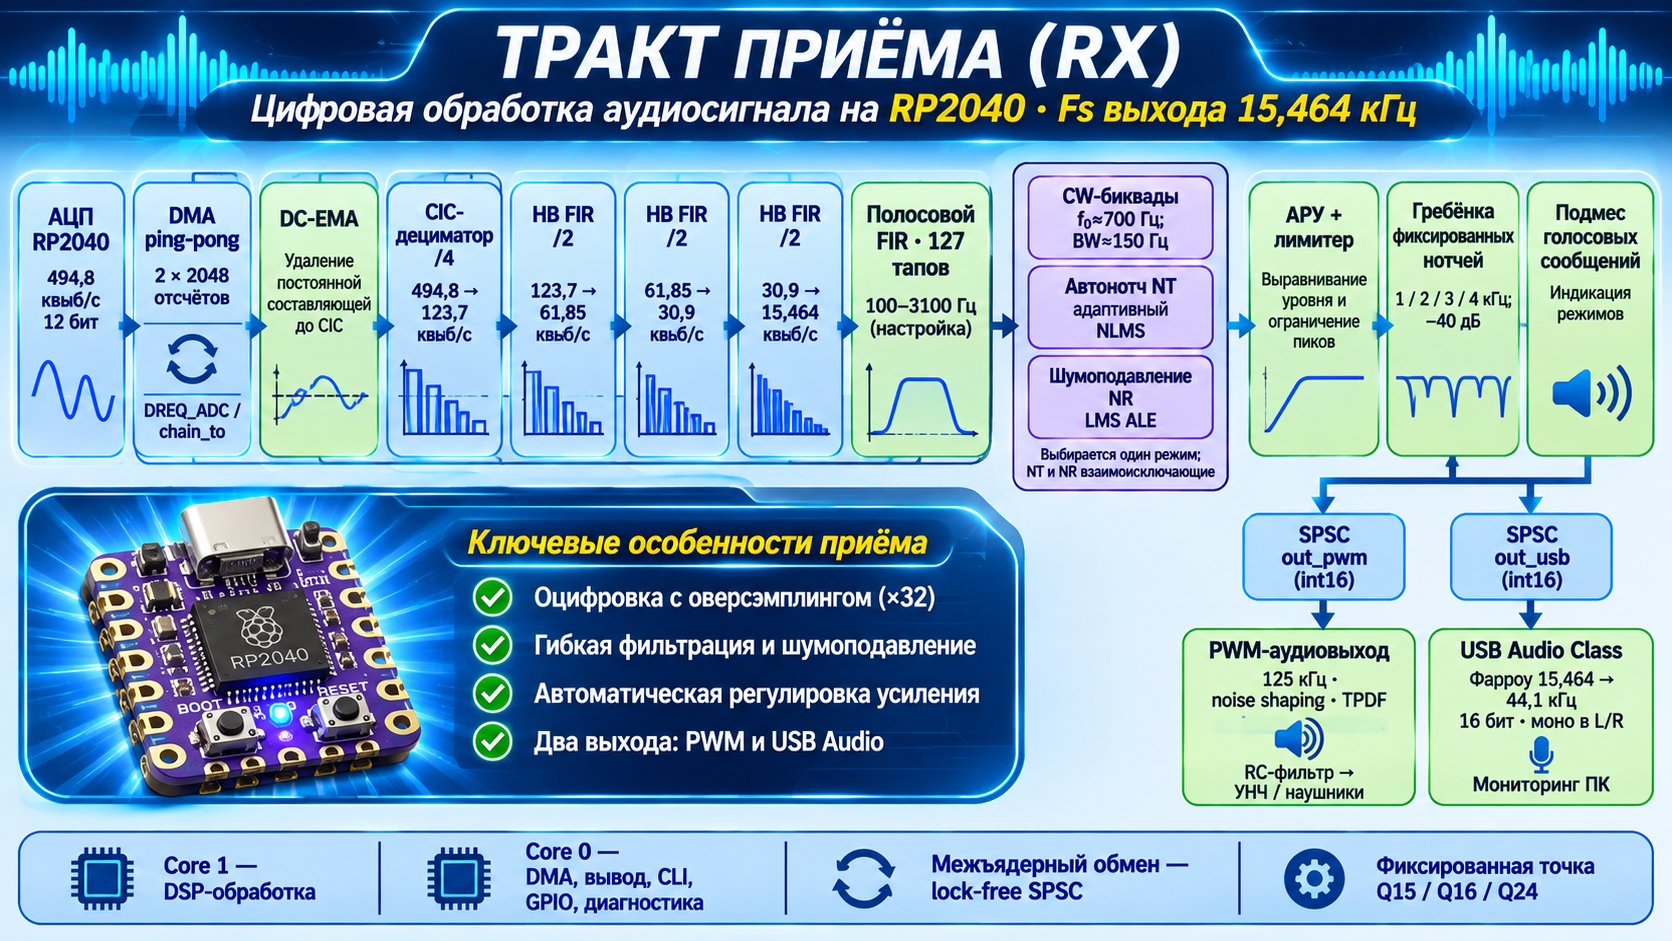 ТРАКТ ПРИЁМА (RX)
Цифровая обработка аудиосигнала на RP2040 · Fs выхода 15,464 кГц
АЦП
RP2040
494,8
квыб/с
12 бит
DMA
ping-pong
2 × 2048
отсчётов
DREQ_ADC /
chain_to
DC-EMA
Удаление
постоянной
составляющей
до CIC
CIC-
дециматор
/4
494,8 →
123,7
квыб/с
HB FIR
/2
123,7 →
61,85
квыб/с
HB FIR
/2
61,85 →
30,9
квыб/с
HB FIR
/2
30,9 →
15,464
квыб/с
Полосовой
FIR · 127
тапов
100–3100 Гц
(настройка)
CW-биквады
f₀≈700 Гц;
BW≈150 Гц
Автонотч NT
адаптивный
NLMS
Шумоподавление
NR
LMS ALE
Выбирается один режим;
NT и NR взаимоисключающие
АРУ +
лимитер
Выравнивание
уровня и
ограничение
пиков
Гребёнка
фиксированных
нотчей
1 / 2 / 3 / 4 кГц;
−40 дБ
Подмес
голосовых
сообщений
Индикация
режимов
SPSC
out_pwm
(int16)
SPSC
out_usb
(int16)
PWM-аудиовыход
125 кГц ·
noise shaping · TPDF
RC-фильтр →
УНЧ / наушники
USB Audio Class
Фарроу 15,464 →
44,1 кГц
16 бит · моно в L/R
Мониторинг ПК
RP2040
BOOT
RESET
Ключевые особенности приёма
Оцифровка с оверсэмплингом (×32)
Гибкая фильтрация и шумоподавление
Автоматическая регулировка усиления
Два выхода: PWM и USB Audio
Core 1 —
DSP-обработка
Core 0 —
DMA, вывод, CLI,
GPIO, диагностика
Межъядерный обмен —
lock-free SPSC
Фиксированная точка
Q15 / Q16 / Q24